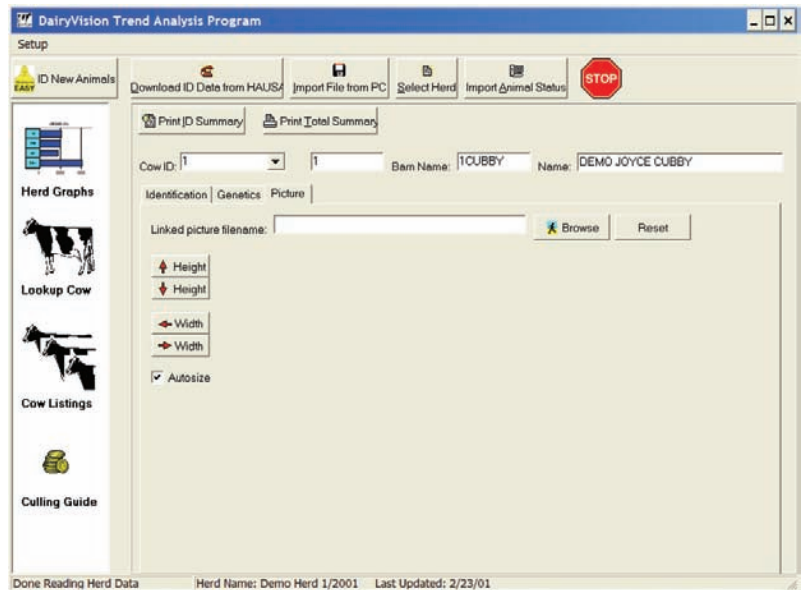 DairyVision Trend Analysis Program
Setup
EASY ID New Animals
Download ID Data from HAUSA
Import File from PC
Select Herd
Import Animal Status
STOP
Print ID Summary
Print Total Summary
Cow ID: 1
1
Barn Name: 1CUBBY
Name: DEMO JOYCE CUBBY
Identification
Genetics
Picture
Linked picture filename:
Browse
Reset
Height
Height
Width
Width
Autosize
Herd Graphs
Lookup Cow
Cow Listings
Culling Guide
Done Reading Herd Data
Herd Name: Demo Herd 1/2001
Last Updated: 2/23/01